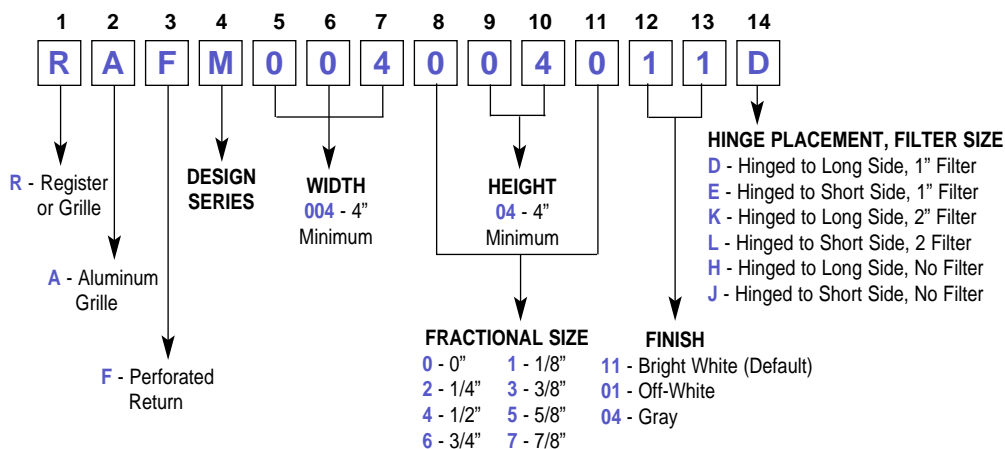 1 2 3 4 5 6 7 8 9 10 11 12 13 14
R A F M 0 0 4 0 0 4 0 1 1 D
R - Register
or Grille
A - Aluminum
Grille
F - Perforated
Return
DESIGN
SERIES
WIDTH
004 - 4”
Minimum
HEIGHT
04 - 4”
Minimum
FRACTIONAL SIZE
0 - 0” 1 - 1/8”
2 - 1/4” 3 - 3/8”
4 - 1/2” 5 - 5/8”
6 - 3/4” 7 - 7/8”
FINISH
11 - Bright White (Default)
01 - Off-White
04 - Gray
HINGE PLACEMENT, FILTER SIZE
D - Hinged to Long Side, 1” Filter
E - Hinged to Short Side, 1” Filter
K - Hinged to Long Side, 2” Filter
L - Hinged to Short Side, 2 Filter
H - Hinged to Long Side, No Filter
J - Hinged to Short Side, No Filter